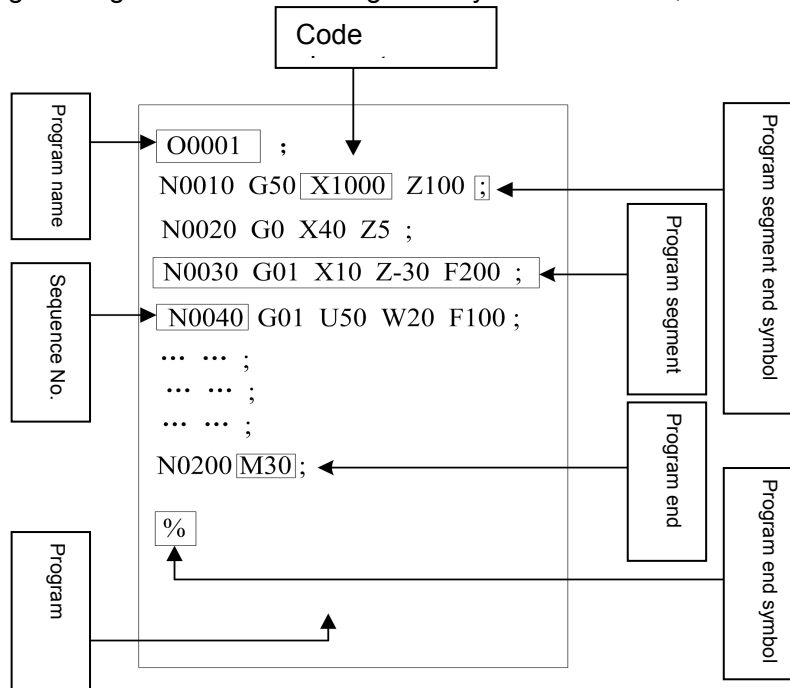 Code
Program name
O0001 ;
N0010 G50 X1000 Z100 ;
N0020 G0 X40 Z5 ;
N0030 G01 X10 Z-30 F200 ;
Sequence No.
N0040 G01 U50 W20 F100 ;
... ... ;
... ... ;
... ... ;
N0200 M30 ;
%
Program
Program segment end symbol
Program segment
Program end
Program end symbol